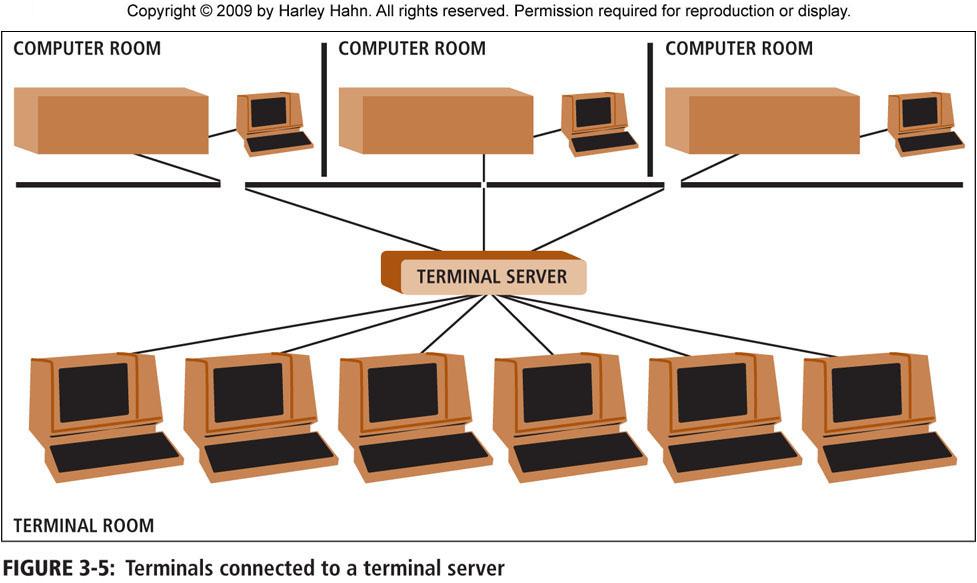 Copyright © 2009 by Harley Hahn. All rights reserved. Permission required for reproduction or display.
COMPUTER ROOM
COMPUTER ROOM
COMPUTER ROOM
TERMINAL SERVER
TERMINAL ROOM
FIGURE 3-5: Terminals connected to a terminal server